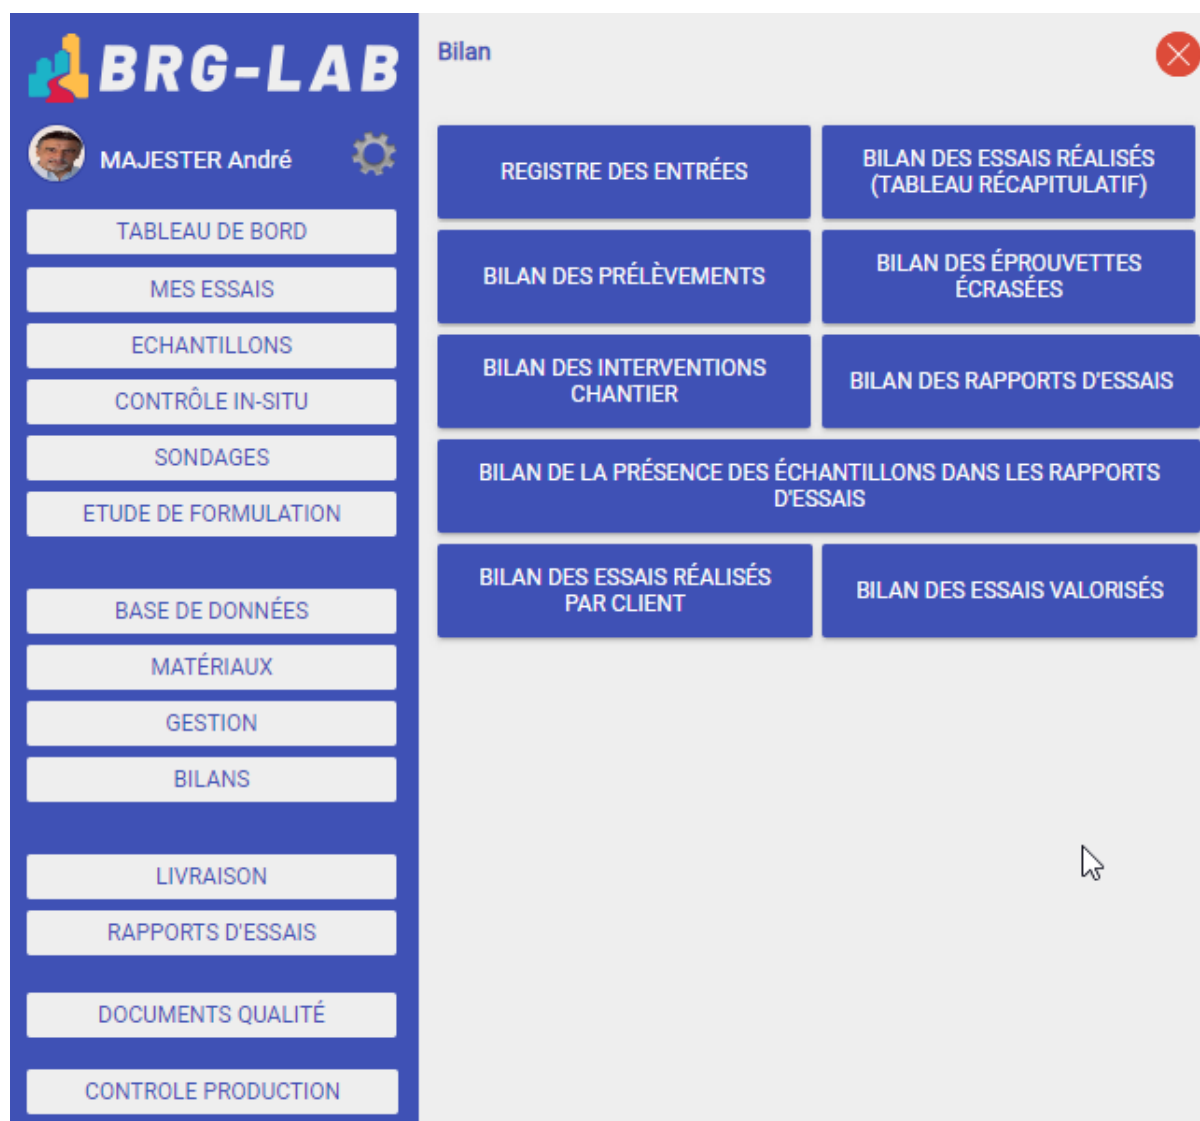 BRG-LAB
MAJESTER André
TABLEAU DE BORD
MES ESSAIS
ECHANTILLONS
CONTRÔLE IN-SITU
SONDAGES
ETUDE DE FORMULATION
BASE DE DONNÉES
MATÉRIAUX
GESTION
BILANS
LIVRAISON
RAPPORTS D'ESSAIS
DOCUMENTS QUALITÉ
CONTROLE PRODUCTION
Bilan
REGISTRE DES ENTRÉES
BILAN DES ESSAIS RÉALISÉS
(TABLEAU RÉCAPITULATIF)
BILAN DES PRÉLÈVEMENTS
BILAN DES ÉPROUVETTES
ÉCRASÉES
BILAN DES INTERVENTIONS
CHANTIER
BILAN DES RAPPORTS D'ESSAIS
BILAN DE LA PRÉSENCE DES ÉCHANTILLONS DANS LES RAPPORTS
D'ESSAIS
BILAN DES ESSAIS RÉALISÉS
PAR CLIENT
BILAN DES ESSAIS VALORISÉS